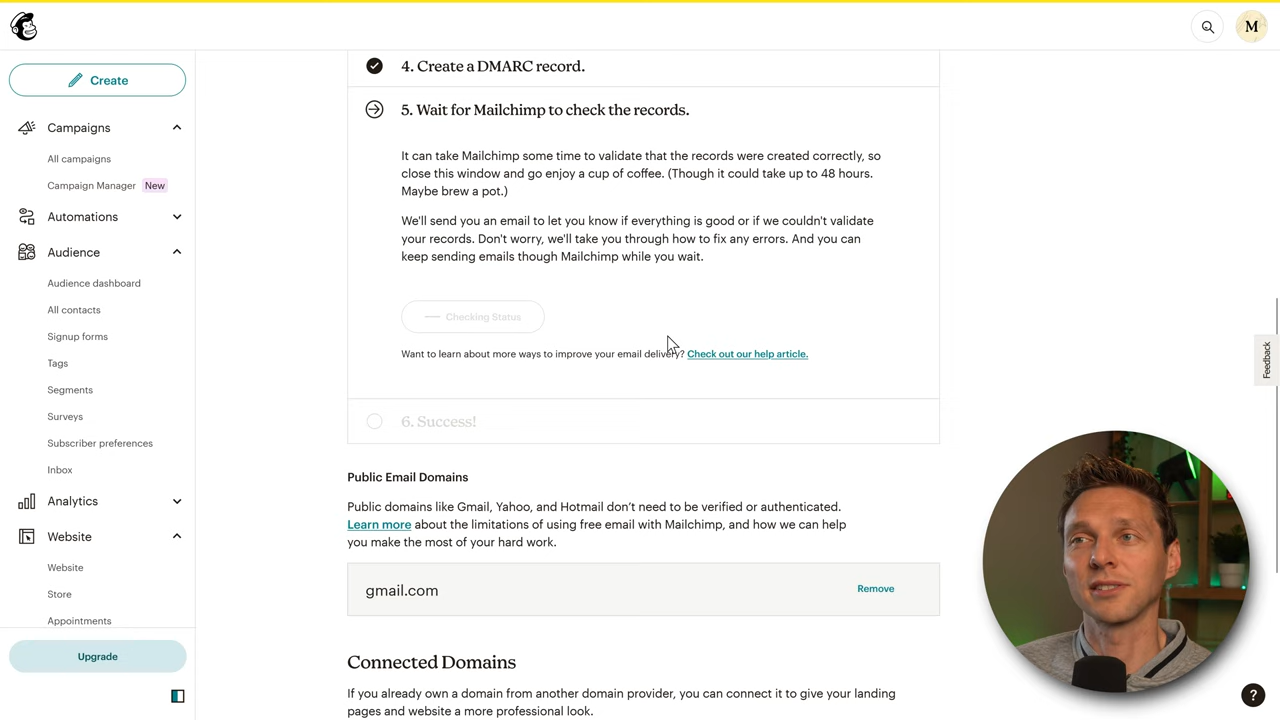 M
Create
Campaigns
All campaigns
Campaign Manager New
Automations
Audience
Audience dashboard
All contacts
Signup forms
Tags
Segments
Surveys
Subscriber preferences
Inbox
Analytics
Website
Website
Store
Appointments
Upgrade
4. Create a DMARC record.
5. Wait for Mailchimp to check the records.
It can take Mailchimp some time to validate that the records were created correctly, so
close this window and go enjoy a cup of coffee. (Though it could take up to 48 hours.
Maybe brew a pot.)
We'll send you an email to let you know if everything is good or if we couldn't validate
your records. Don't worry, we'll take you through how to fix any errors. And you can
keep sending emails though Mailchimp while you wait.
Checking Status
Want to learn about more ways to improve your email delivery? Check out our help article.
6. Success!
Public Email Domains
Public domains like Gmail, Yahoo, and Hotmail don’t need to be verified or authenticated.
Learn more about the limitations of using free email with Mailchimp, and how we can help
you make the most of your hard work.
gmail.com Remove
Connected Domains
If you already own a domain from another domain provider, you can connect it to give your landing
pages and website a more professional look.
Feedback
?